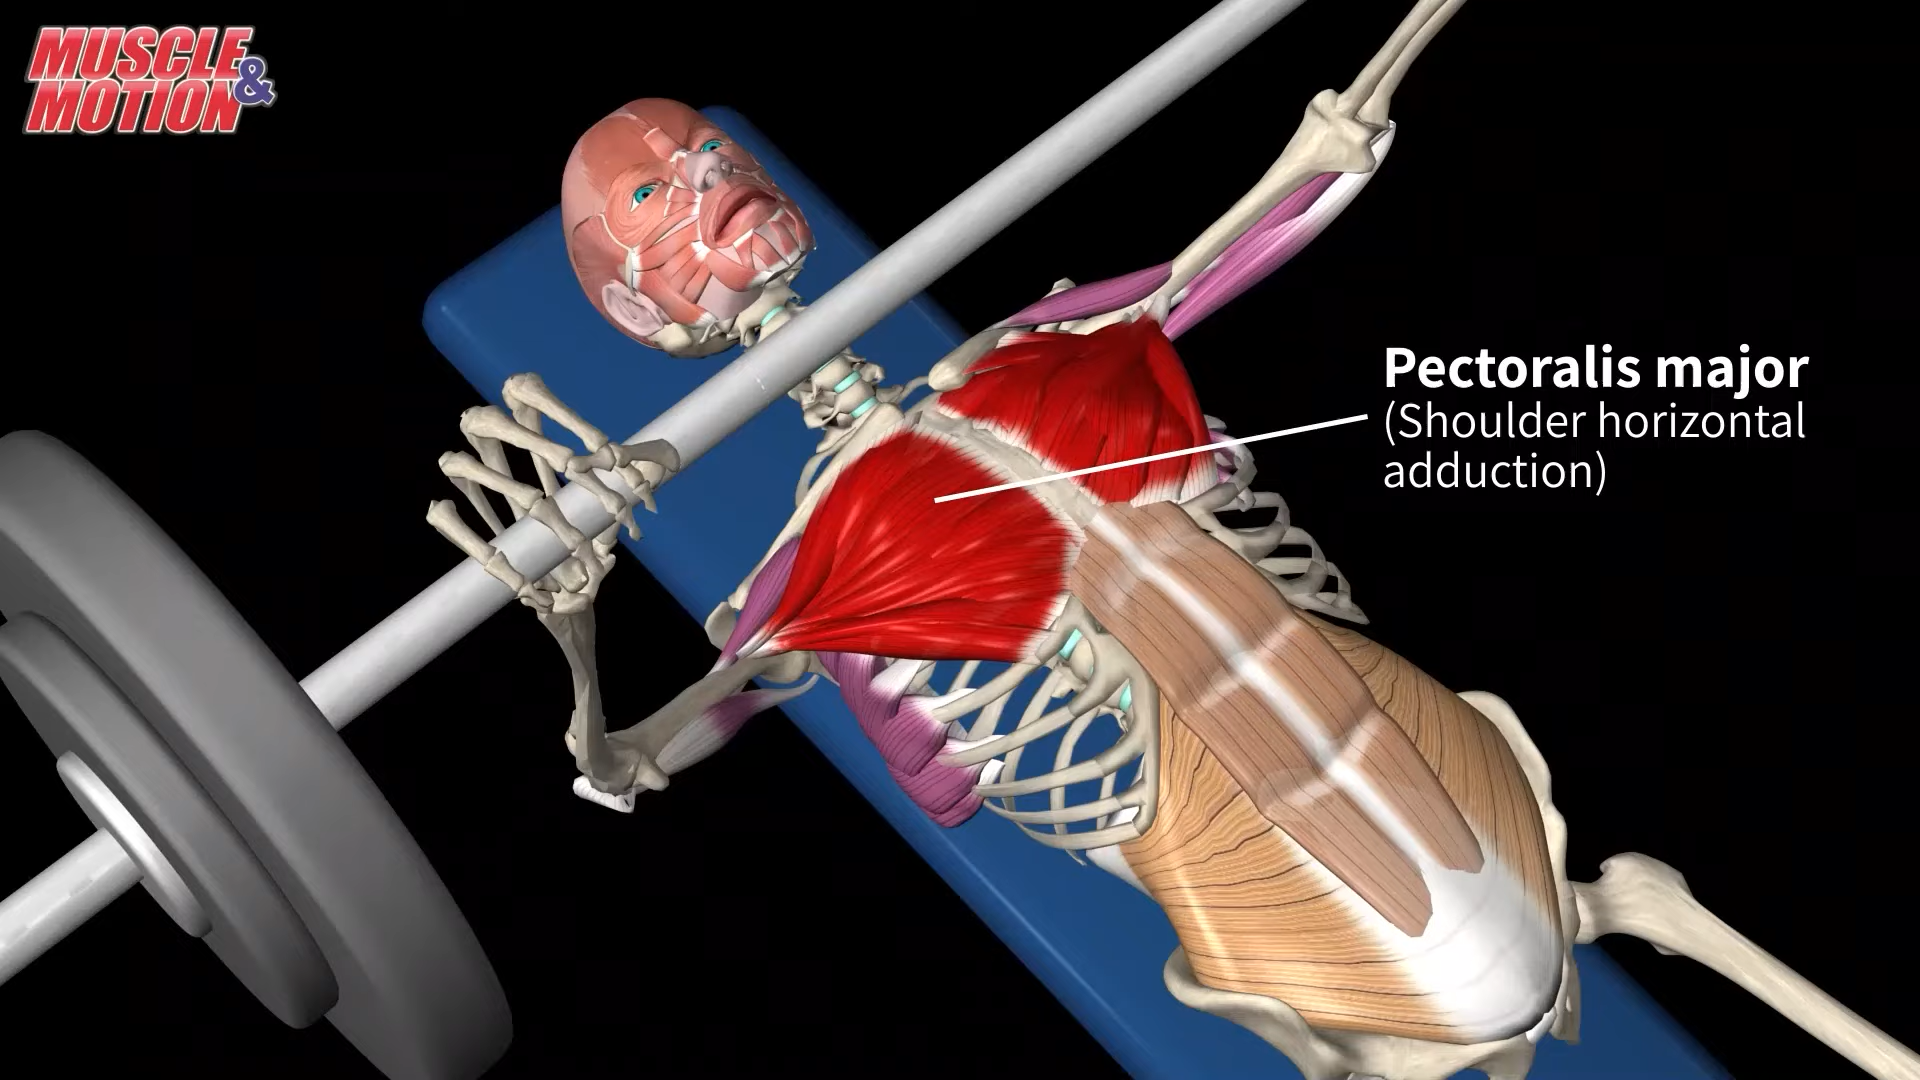 MUSCLE &
MOTION
Pectoralis major
(Shoulder horizontal
adduction)